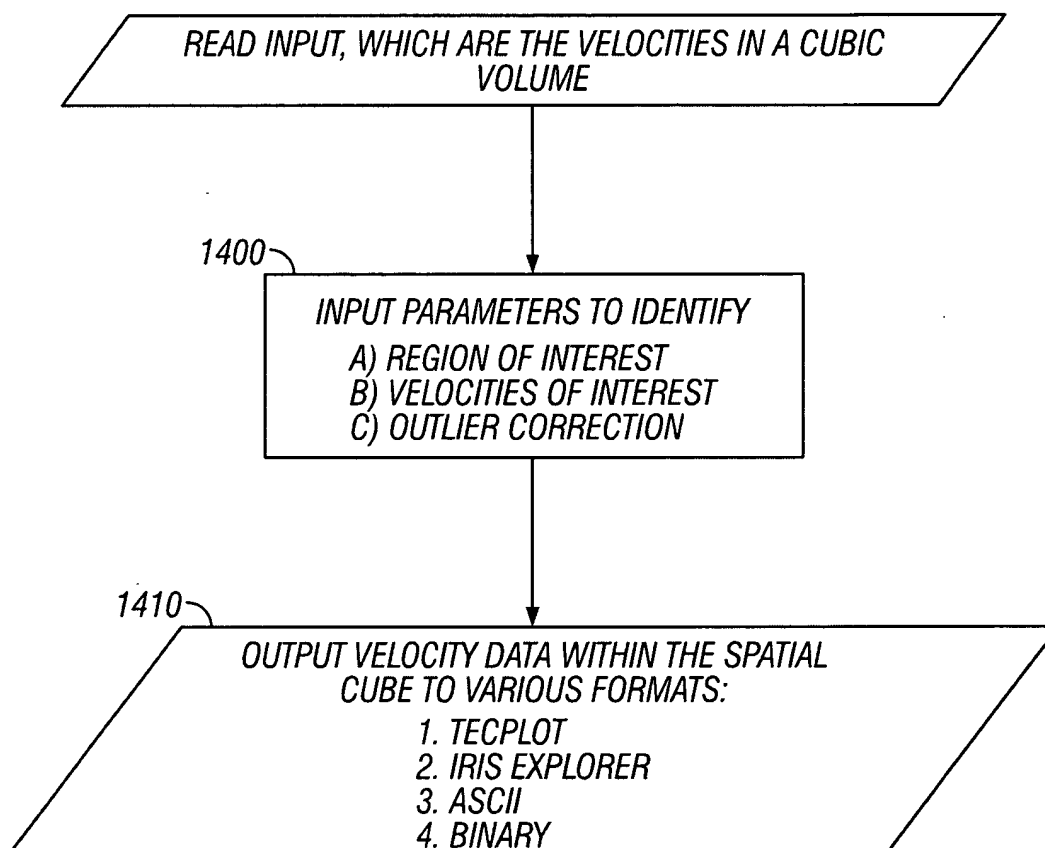 READ INPUT, WHICH ARE THE VELOCITIES IN A CUBIC
VOLUME
1400
INPUT PARAMETERS TO IDENTIFY
A) REGION OF INTEREST
B) VELOCITIES OF INTEREST
C) OUTLIER CORRECTION
1410
OUTPUT VELOCITY DATA WITHIN THE SPATIAL
CUBE TO VARIOUS FORMATS:
1. TECPLOT
2. IRIS EXPLORER
3. ASCII
4. BINARY